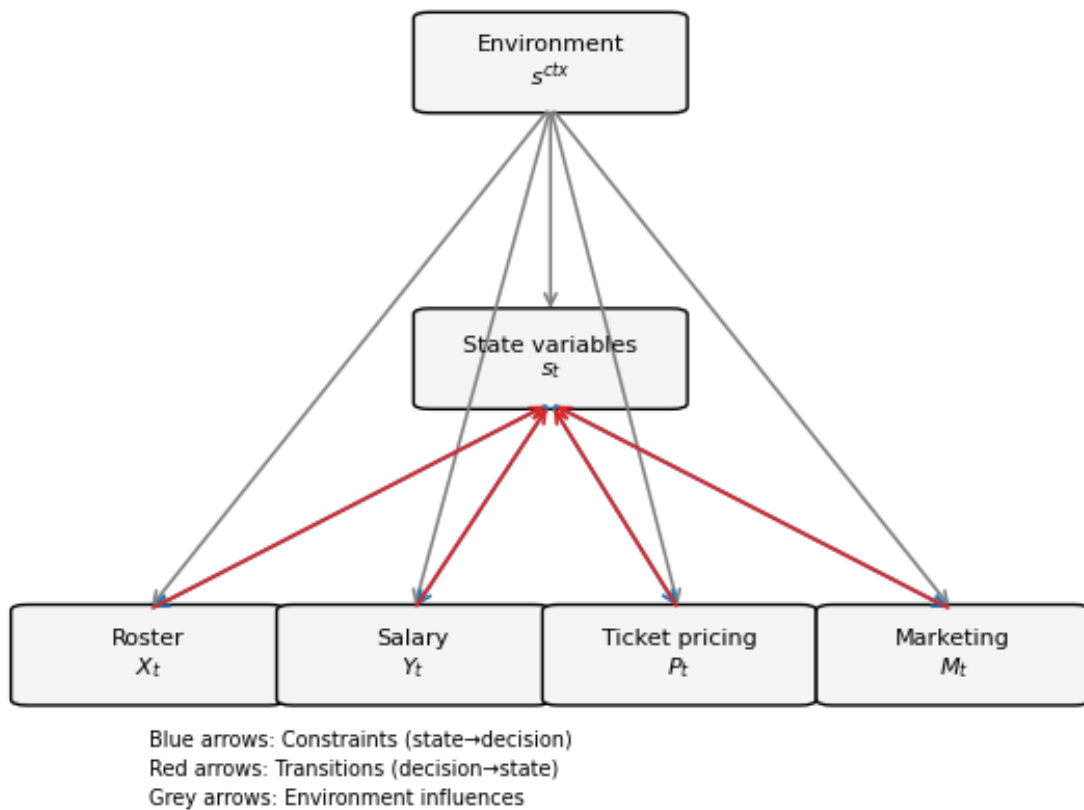 Environment
s^{ctx}
State variables
s_t
Roster
X_t
Salary
Y_t
Ticket pricing
P_t
Marketing
M_t
Blue arrows: Constraints (state→decision)
Red arrows: Transitions (decision→state)
Grey arrows: Environment influences